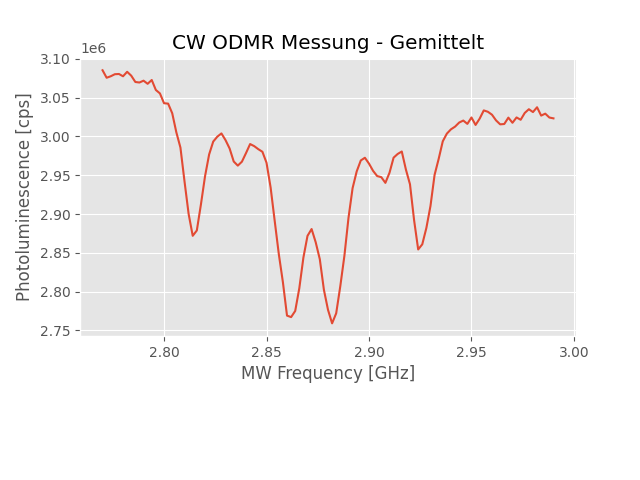 CW ODMR Messung - Gemittelt
1e6
3.10
3.05
3.00
2.95
2.90
2.85
2.80
2.75
Photoluminescence [cps]
2.80 2.85 2.90 2.95 3.00
MW Frequency [GHz]